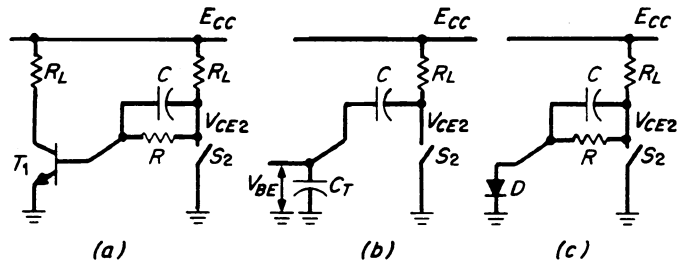 E_CC E_CC E_CC
R_L R_L R_L R_L
C C C
V_CE2 V_CE2 V_CE2
T_1 R S_2 V_BE C_T S_2 D R S_2
(a) (b) (c)